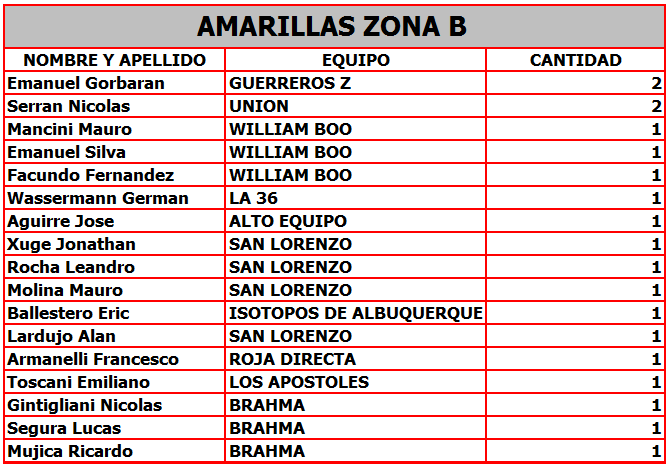 AMARILLAS ZONA B
NOMBRE Y APELLIDO EQUIPO CANTIDAD
Emanuel Gorbaran GUERREROS Z 2
Serran Nicolas UNION 2
Mancini Mauro WILLIAM BOO 1
Emanuel Silva WILLIAM BOO 1
Facundo Fernandez WILLIAM BOO 1
Wassermann German LA 36 1
Aguirre Jose ALTO EQUIPO 1
Xuge Jonathan SAN LORENZO 1
Rocha Leandro SAN LORENZO 1
Molina Mauro SAN LORENZO 1
Ballestero Eric ISOTOPOS DE ALBUQUERQUE 1
Lardujo Alan SAN LORENZO 1
Armanelli Francesco ROJA DIRECTA 1
Toscani Emiliano LOS APOSTOLES 1
Gintigliani Nicolas BRAHMA 1
Segura Lucas BRAHMA 1
Mujica Ricardo BRAHMA 1